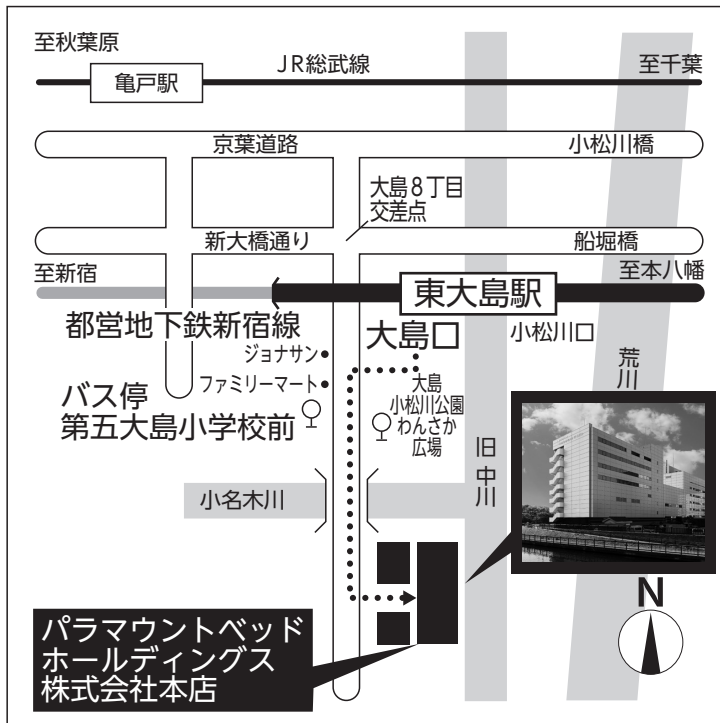 至秋葉原
JR総武線
至千葉
亀戸駅
京葉道路
小松川橋
大島8丁目
交差点
新大橋通り
船堀橋
至新宿
至本八幡
東大島駅
都営地下鉄新宿線
大島口
小松川口
ジョナサン
ファミリーマート
バス停
第五大島小学校前
大島
小松川公園
わんさか
広場
荒川
旧中川
小名木川
N
パラマウントベッド
ホールディングス
株式会社本店